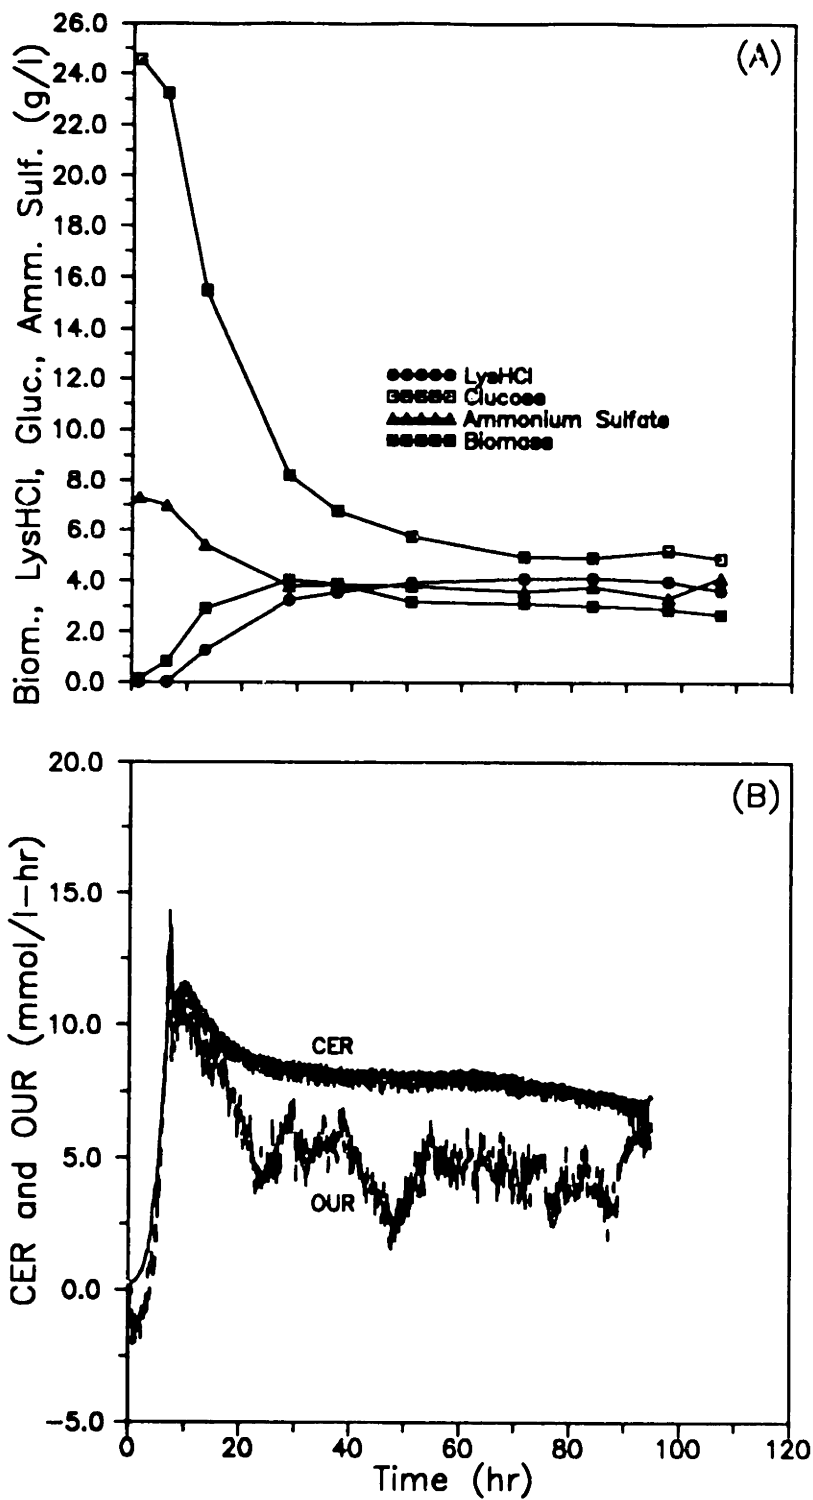 (A)
Biom., LysHCl, Gluc., Amm. Sulf. (g/l)
26.0
24.0
22.0
20.0
18.0
16.0
14.0
12.0
10.0
8.0
6.0
4.0
2.0
0.0
LysHCl
Glucose
Ammonium Sulfate
Biomass
(B)
CER and OUR (mmol/l-hr)
20.0
15.0
10.0
5.0
0.0
-5.0
CER
OUR
0 20 40 60 80 100 120
Time (hr)